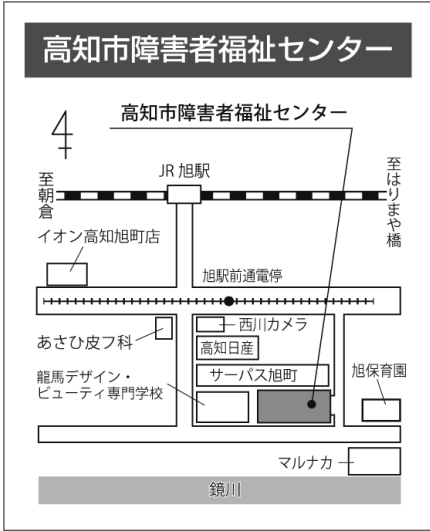 高知市障害者福祉センター
高知市障害者福祉センター
JR 旭駅
至朝倉
至はりまや橋
イオン高知旭町店
旭駅前通電停
西川カメラ
あさひ皮フ科
高知日産
サーパス旭町
旭保育園
龍馬デザイン・
ビューティ専門学校
マルナカ
鏡川